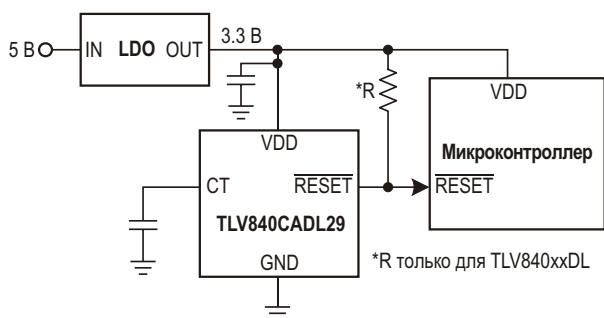 5 В IN LDO OUT 3.3 В
*R
VDD
VDD
Микроконтроллер
CT RESET RESET
TLV840CADL29
GND
*R только для TLV840xxDL